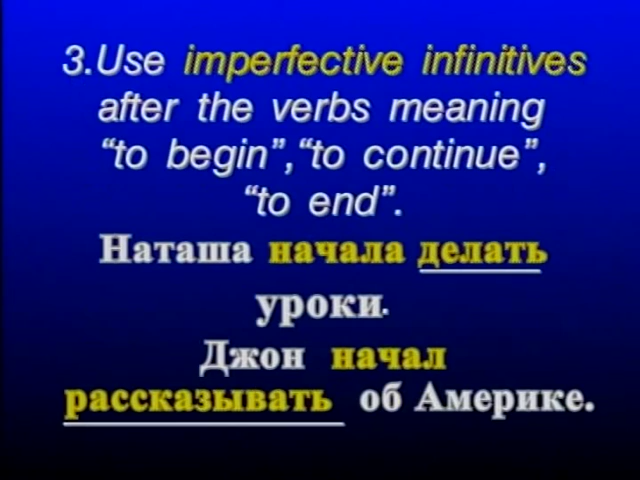 3.Use imperfective infinitives
after the verbs meaning
“to begin”,“to continue”,
“to end”.
Наташа начала делать
уроки.
Джон начал
рассказывать об Америке.